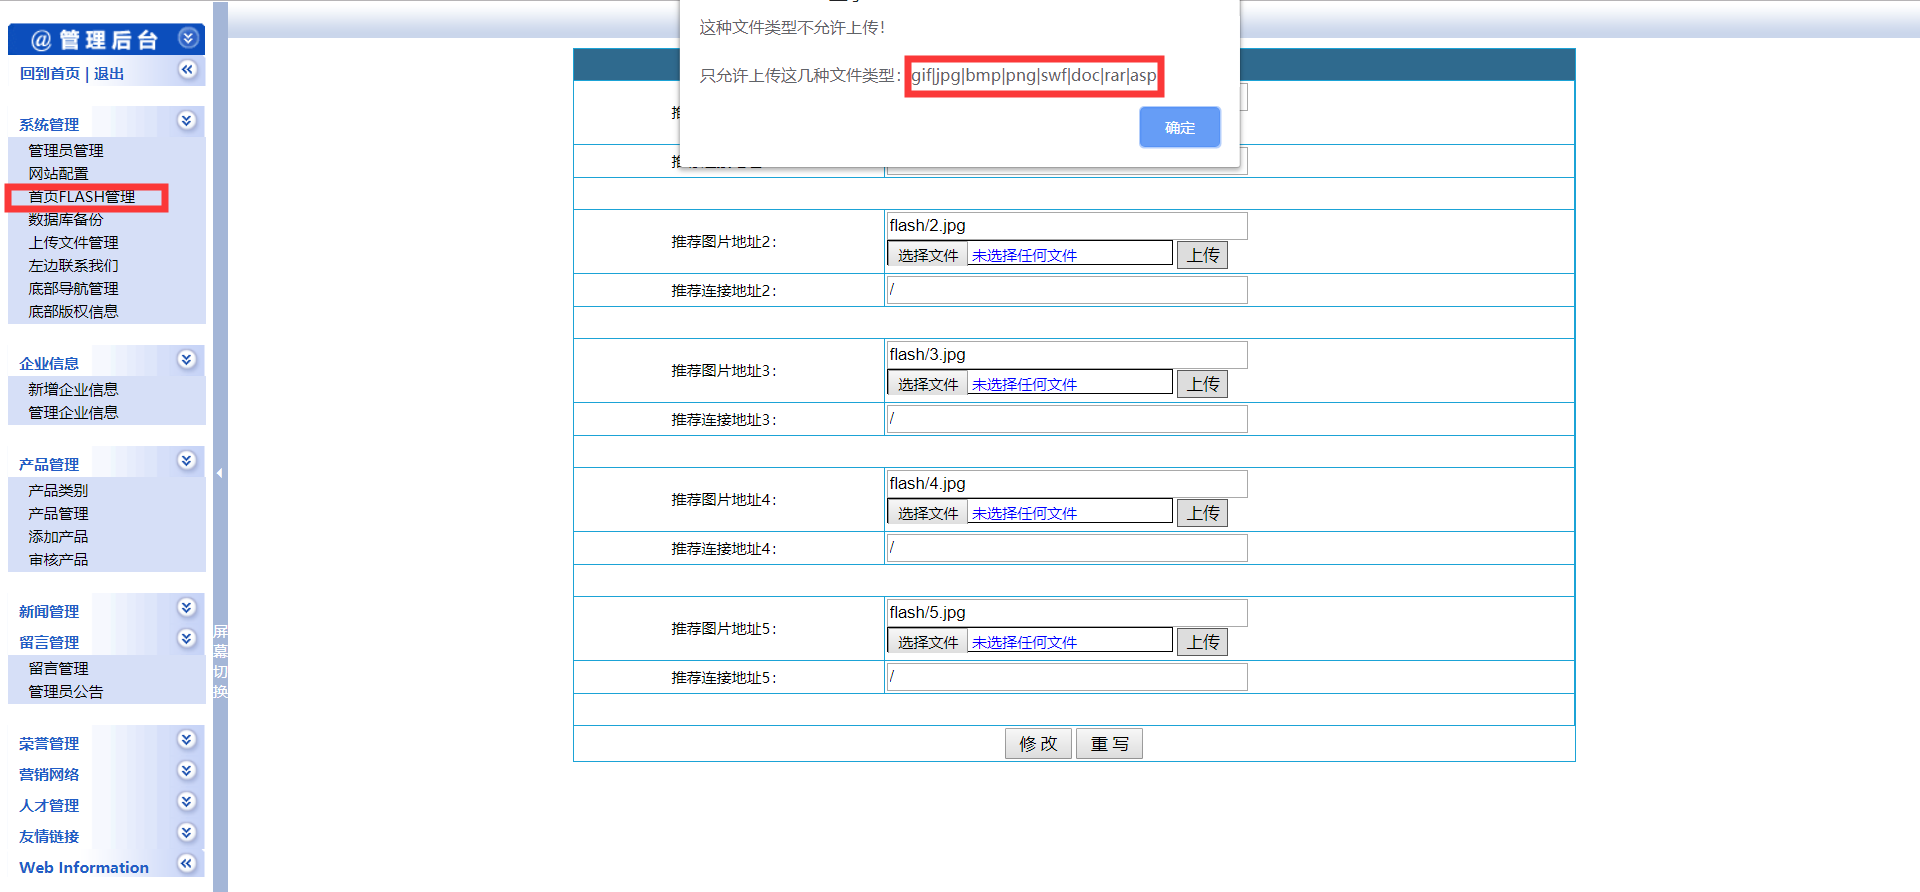 @ 管理后台
回到首页 | 退出
系统管理
管理员管理
网站配置
首页FLASH管理
数据库备份
上传文件管理
左边联系我们
底部导航管理
底部版权信息
企业信息
新增企业信息
管理企业信息
产品管理
产品类别
产品管理
添加产品
审核产品
新闻管理
留言管理
留言管理
管理员公告
荣誉管理
营销网络
人才管理
友情链接
Web Information
屏幕切换
这种文件类型不允许上传!
只允许上传这几种文件类型: gif|jpg|bmp|png|swf|doc|rar|asp
确定
推荐图片地址2:
flash/2.jpg
选择文件 未选择任何文件 上传
推荐连接地址2: /
推荐图片地址3:
flash/3.jpg
选择文件 未选择任何文件 上传
推荐连接地址3: /
推荐图片地址4:
flash/4.jpg
选择文件 未选择任何文件 上传
推荐连接地址4: /
推荐图片地址5:
flash/5.jpg
选择文件 未选择任何文件 上传
推荐连接地址5: /
修 改 重 写